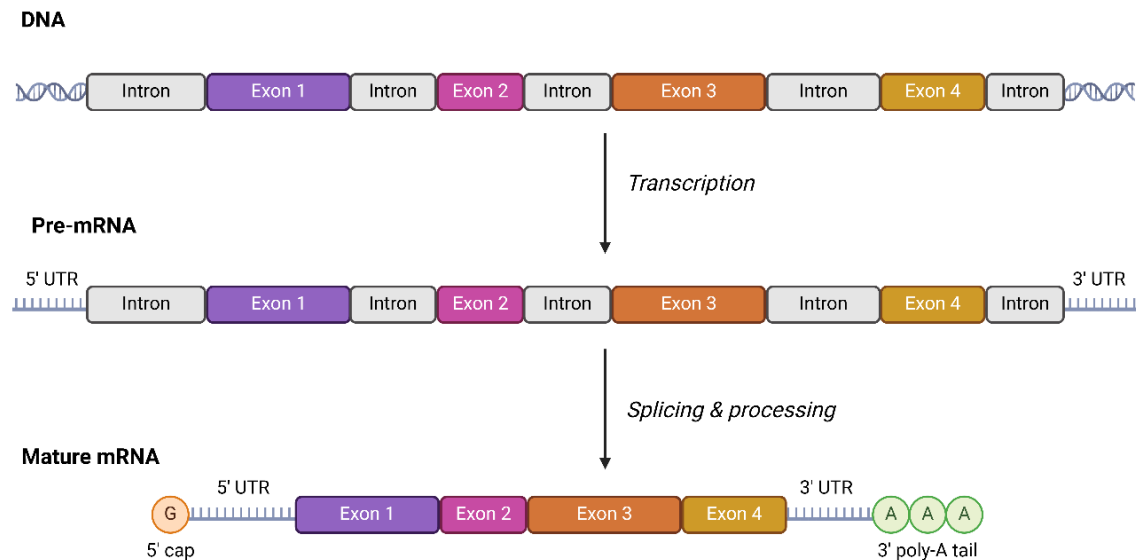 DNA
Intron Exon 1 Intron Exon 2 Intron Exon 3 Intron Exon 4 Intron
Transcription
Pre-mRNA
5' UTR 3' UTR
Intron Exon 1 Intron Exon 2 Intron Exon 3 Intron Exon 4 Intron
Splicing & processing
Mature mRNA
5' UTR 3' UTR
G Exon 1 Exon 2 Exon 3 Exon 4 A A A
5' cap 3' poly-A tail